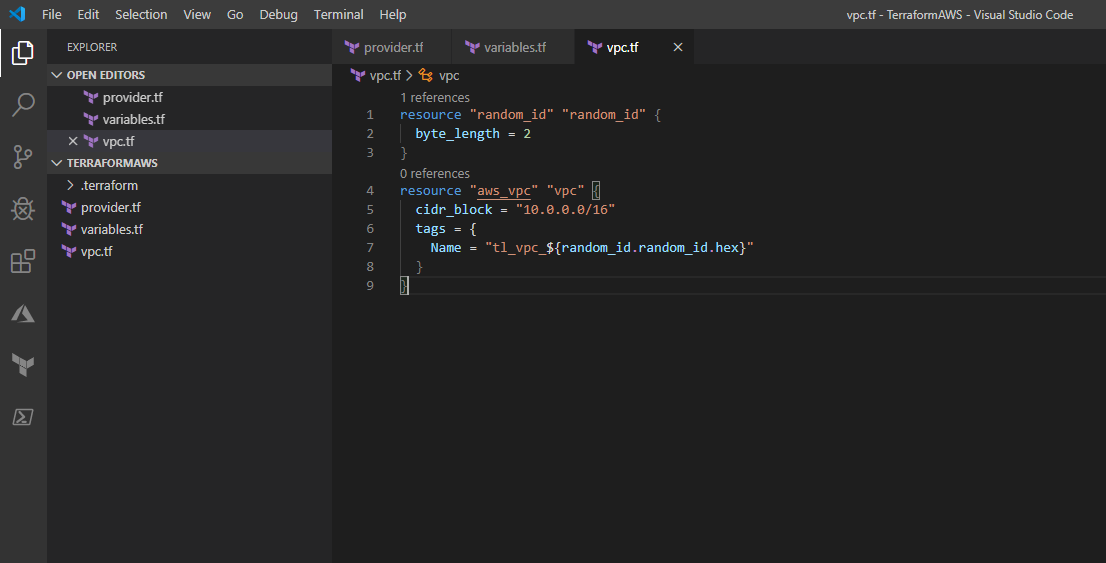 File Edit Selection View Go Debug Terminal Help vpc.tf - TerraformAWS - Visual Studio Code
EXPLORER
OPEN EDITORS
provider.tf
variables.tf
vpc.tf
TERRAFORMAWS
.terraform
provider.tf
variables.tf
vpc.tf
provider.tf variables.tf vpc.tf
vpc.tf > vpc
1 references
1 resource "random_id" "random_id" {
2 byte_length = 2
3 }
0 references
4 resource "aws_vpc" "vpc" {
5 cidr_block = "10.0.0.0/16"
6 tags = {
7 Name = "tl_vpc_${random_id.random_id.hex}"
8 }
9 }